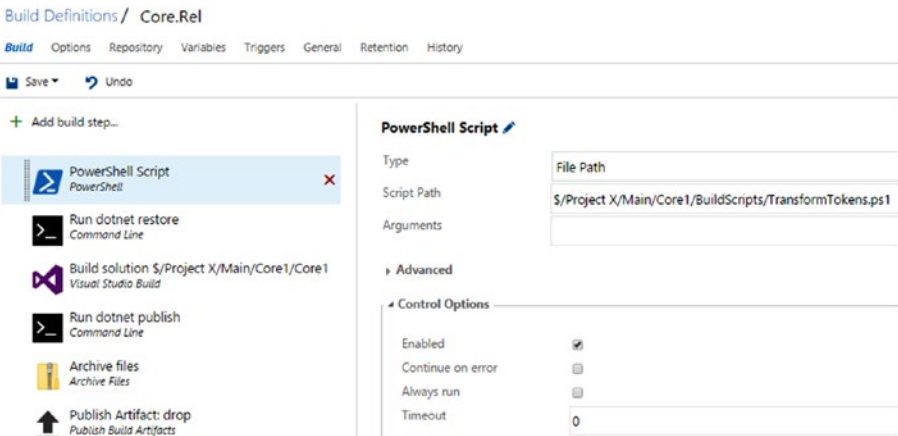 Build Definitions / Core.Rel
Build Options Repository Variables Triggers General Retention History
Save Undo
+ Add build step...
PowerShell Script
PowerShell
Run dotnet restore
Command Line
Build solution $/Project X/Main/Core1/Core1
Visual Studio Build
Run dotnet publish
Command Line
Archive files
Archive Files
Publish Artifact: drop
Publish Build Artifacts
PowerShell Script
Type File Path
Script Path $/Project X/Main/Core1/BuildScripts/TransformTokens.ps1
Arguments
Advanced
Control Options
Enabled
Continue on error
Always run
Timeout 0